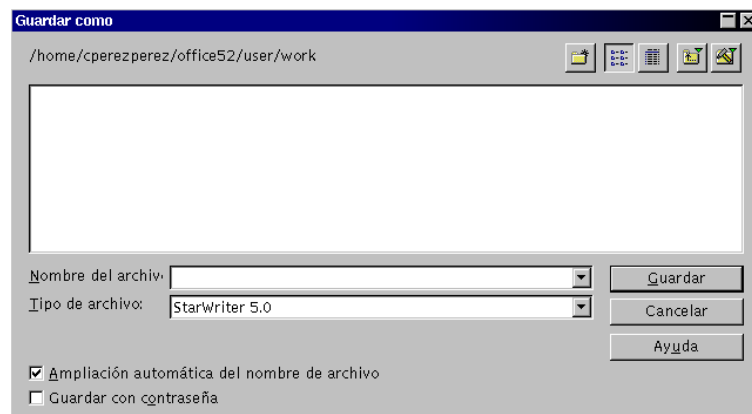 Guardar como
/home/cperezperez/office52/user/work
Nombre del archiv
Guardar
Tipo de archivo:
StarWriter 5.0
Cancelar
Ayuda
Ampliación automática del nombre de archivo
Guardar con contraseña